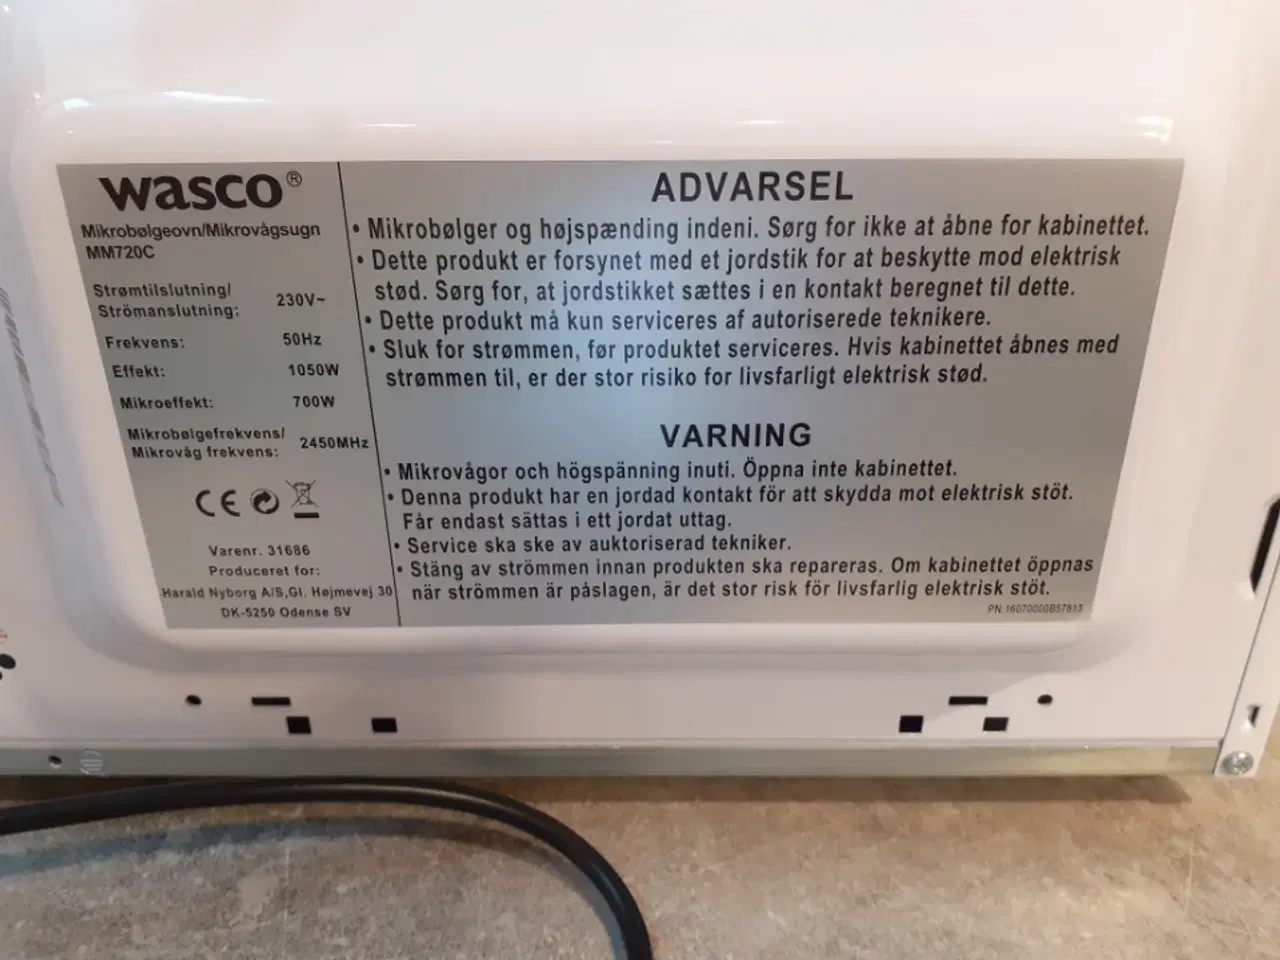 wasco®
Mikrobølgeovn/Mikrovågsugn
MM720C
Strømtilslutning/
Strömanslutning: 230V~
Frekvens: 50Hz
Effekt: 1050W
Mikroeffekt: 700W
Mikrobølgefrekvens/
Mikrovåg frekvens: 2450MHz
CE
Varenr. 31686
Produceret for:
Harald Nyborg A/S,Gl. Højmevej 30
DK-5250 Odense SV
ADVARSEL
• Mikrobølger og højspænding indeni. Sørg for ikke at åbne for kabinettet.
• Dette produkt er forsynet med et jordstik for at beskytte mod elektrisk
stød. Sørg for, at jordstikket sættes i en kontakt beregnet til dette.
• Dette produkt må kun serviceres af autoriserede teknikere.
• Sluk for strømmen, før produktet serviceres. Hvis kabinettet åbnes med
strømmen til, er der stor risiko for livsfarligt elektrisk stød.
VARNING
• Mikrovågor och högspänning inuti. Öppna inte kabinettet.
• Denna produkt har en jordad kontakt för att skydda mot elektrisk stöt.
Får endast sättas i ett jordat uttag.
• Service ska ske av auktoriserad tekniker.
• Stäng av strömmen innan produkten ska repareras. Om kabinettet öppnas
när strömmen är påslagen, är det stor risk för livsfarlig elektrisk stöt.
PN:16070000B57813